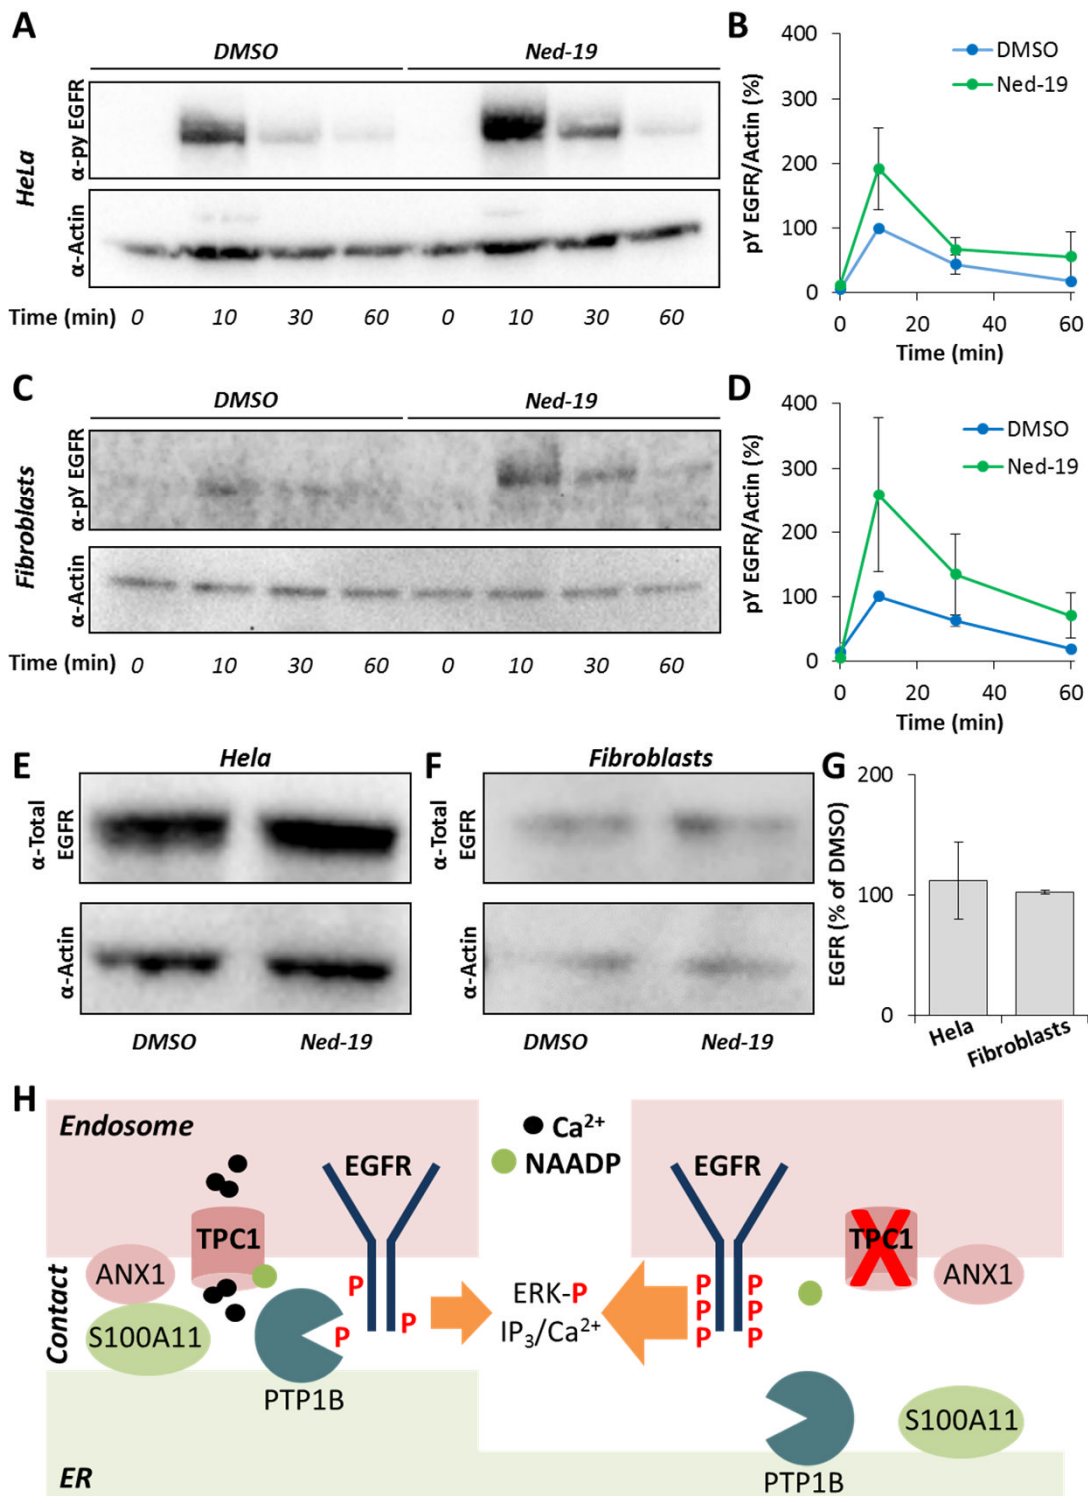 A
DMSO
Ned-19
HeLa
α-py EGFR
α-Actin
Time (min) 0 10 30 60 0 10 30 60
B
400
300
200
100
0
pY EGFR/Actin (%)
DMSO
Ned-19
0 20 40 60
Time (min)
C
DMSO
Ned-19
Fibroblasts
α-pY EGFR
α-Actin
Time (min) 0 10 30 60 0 10 30 60
D
400
300
200
100
0
pY EGFR/Actin (%)
DMSO
Ned-19
0 20 40 60
Time (min)
E
Hela
α-Total
EGFR
α-Actin
DMSO Ned-19
F
Fibroblasts
α-Total
EGFR
α-Actin
DMSO Ned-19
G
200
100
0
EGFR (% of DMSO)
Hela
Fibroblasts
H
Endosome
Ca²⁺
NAADP
EGFR
TPC1
ANX1
S100A11
Contact
PTP1B
P
P
P
ERK-P
IP₃/Ca²⁺
EGFR
P P
P P
P P
TPC1
ANX1
S100A11
PTP1B
ER